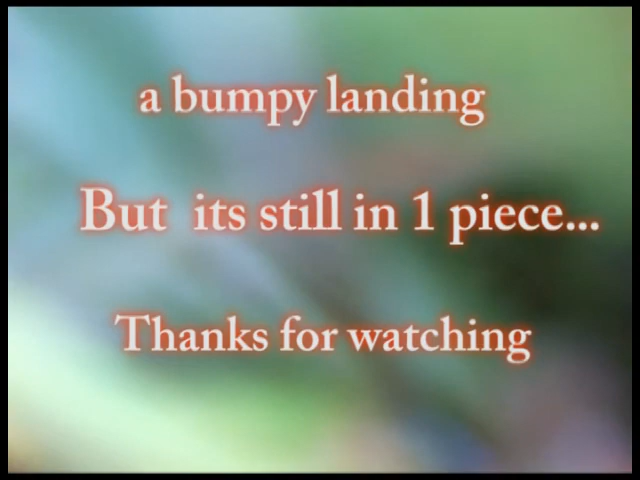 a bumpy landing
But its still in 1 piece...
Thanks for watching